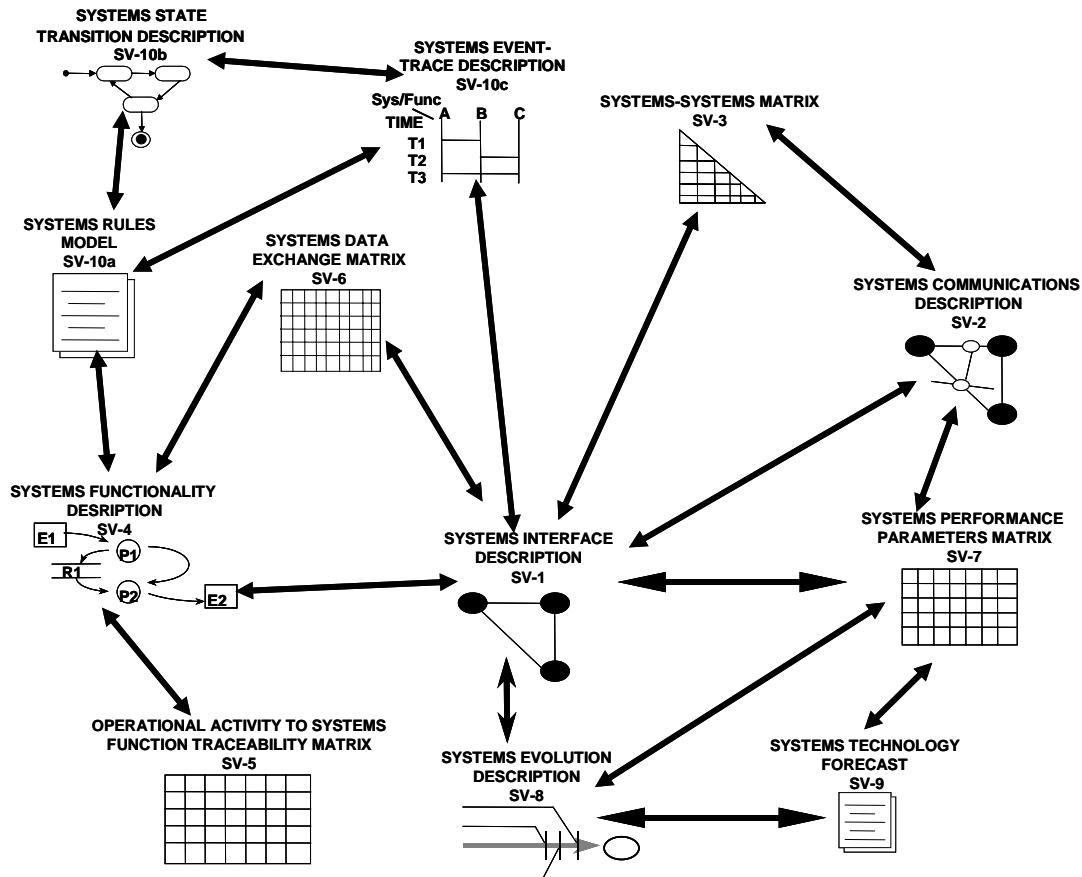 SYSTEMS STATE
TRANSITION DESCRIPTION
SV-10b
SYSTEMS EVENT-
TRACE DESCRIPTION
SV-10c
Sys/Func
TIME
A B C
T1
T2
T3
SYSTEMS-SYSTEMS MATRIX
SV-3
SYSTEMS RULES
MODEL
SV-10a
SYSTEMS DATA
EXCHANGE MATRIX
SV-6
SYSTEMS COMMUNICATIONS
DESCRIPTION
SV-2
SYSTEMS FUNCTIONALITY
DESRIPTION
SV-4
E1
P1
R1
P2
E2
SYSTEMS INTERFACE
DESCRIPTION
SV-1
SYSTEMS PERFORMANCE
PARAMETERS MATRIX
SV-7
OPERATIONAL ACTIVITY TO SYSTEMS
FUNCTION TRACEABILITY MATRIX
SV-5
SYSTEMS EVOLUTION
DESCRIPTION
SV-8
SYSTEMS TECHNOLOGY
FORECAST
SV-9